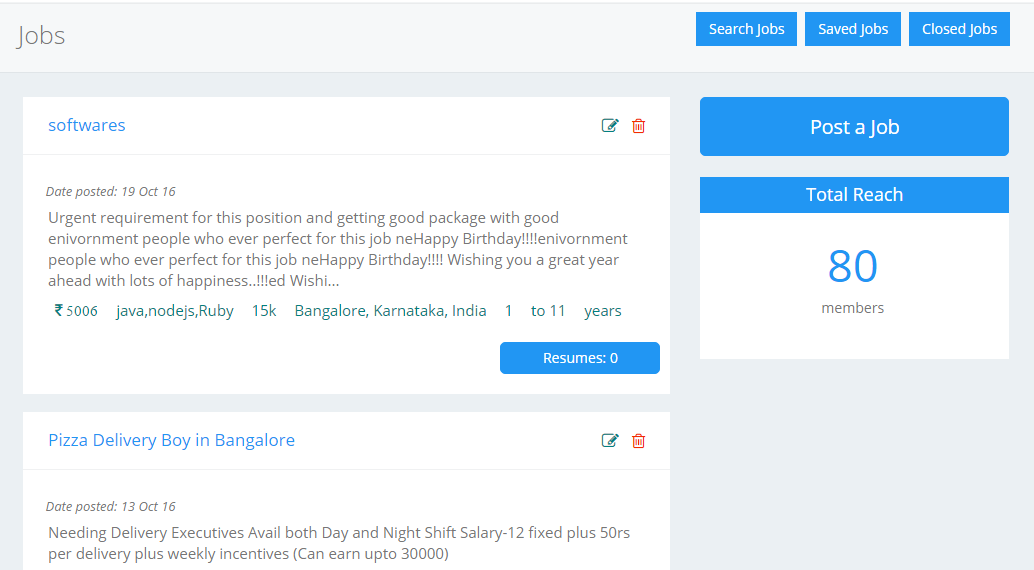 Jobs
Search Jobs
Saved Jobs
Closed Jobs
softwares
Date posted: 19 Oct 16
Urgent requirement for this position and getting good package with good
enivornment people who ever perfect for this job neHappy Birthday!!!!enivornment
people who ever perfect for this job neHappy Birthday!!!! Wishing you a great year
ahead with lots of happiness..!!!ed Wishi...
₹ 5006 java,nodejs,Ruby 15k Bangalore, Karnataka, India 1 to 11 years
Resumes: 0
Pizza Delivery Boy in Bangalore
Date posted: 13 Oct 16
Needing Delivery Executives Avail both Day and Night Shift Salary-12 fixed plus 50rs
per delivery plus weekly incentives (Can earn upto 30000)
Post a Job
Total Reach
80
members